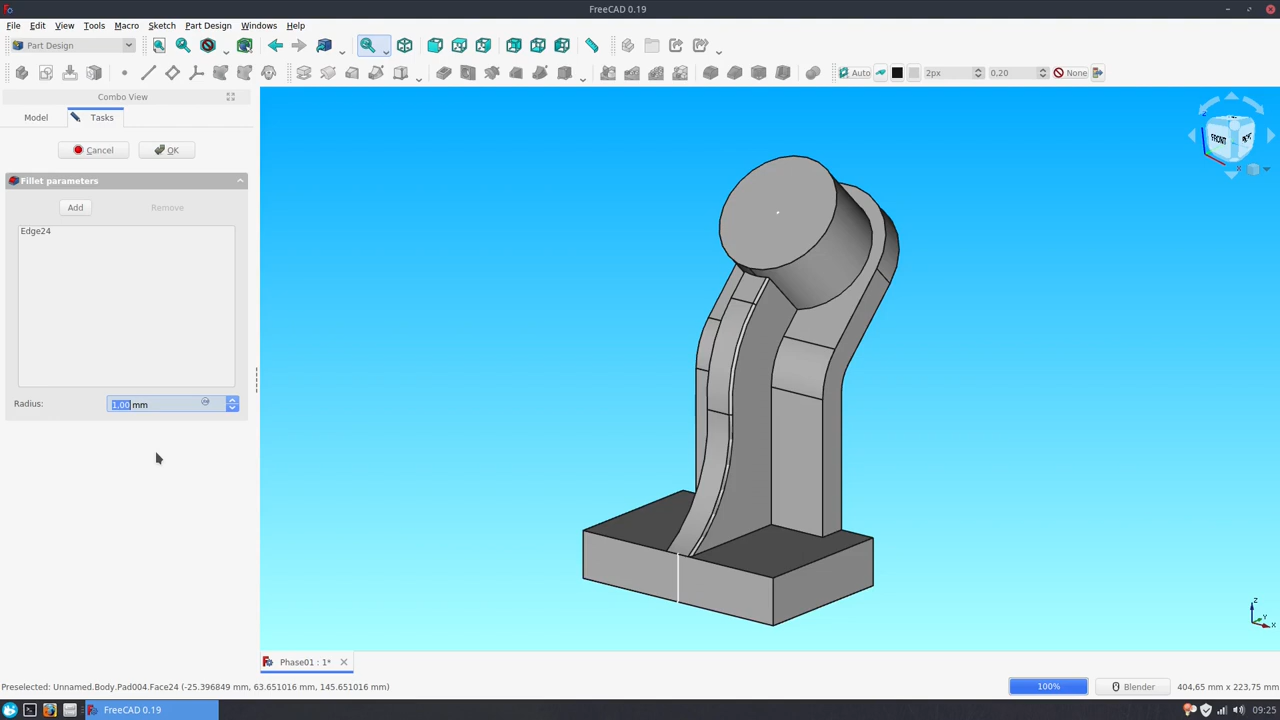 FreeCAD 0.19
File Edit View Tools Macro Sketch Part Design Windows Help
Part Design
Auto 2px 0.20 None
Combo View
Model Tasks
Cancel OK
Fillet parameters
Add Remove
Edge24
Radius: 1.00 mm
FRONT
Z
Y
X
Phase01 : 1*
Preselected: Unnamed.Body.Pad004.Face24 (-25.396849 mm, 63.651016 mm, 145.651016 mm) 100% Blender 404,65 mm x 223,75 mm
FreeCAD 0.19 09:25